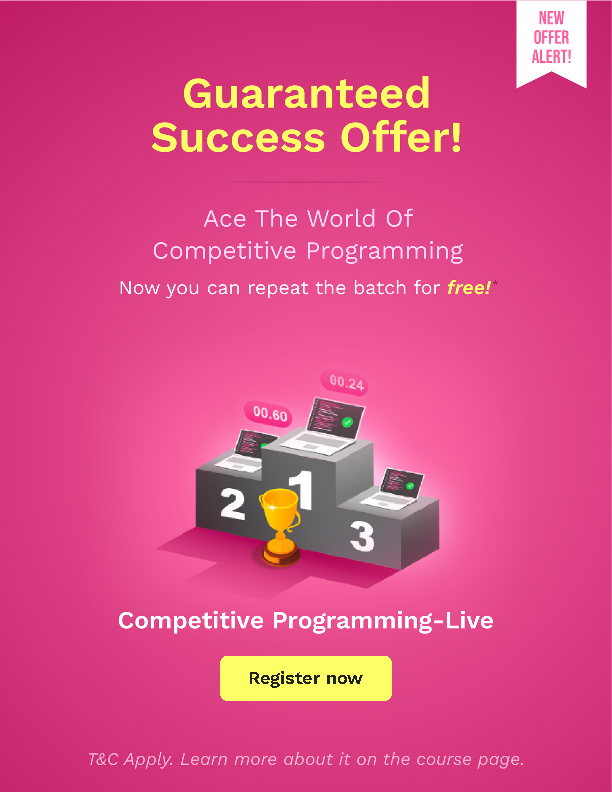 NEW
OFFER
ALERT!
Guaranteed
Success Offer!
Ace The World Of
Competitive Programming
Now you can repeat the batch for free!*
00.24
00.60
1
2
3
Competitive Programming-Live
Register now
T&C Apply. Learn more about it on the course page.